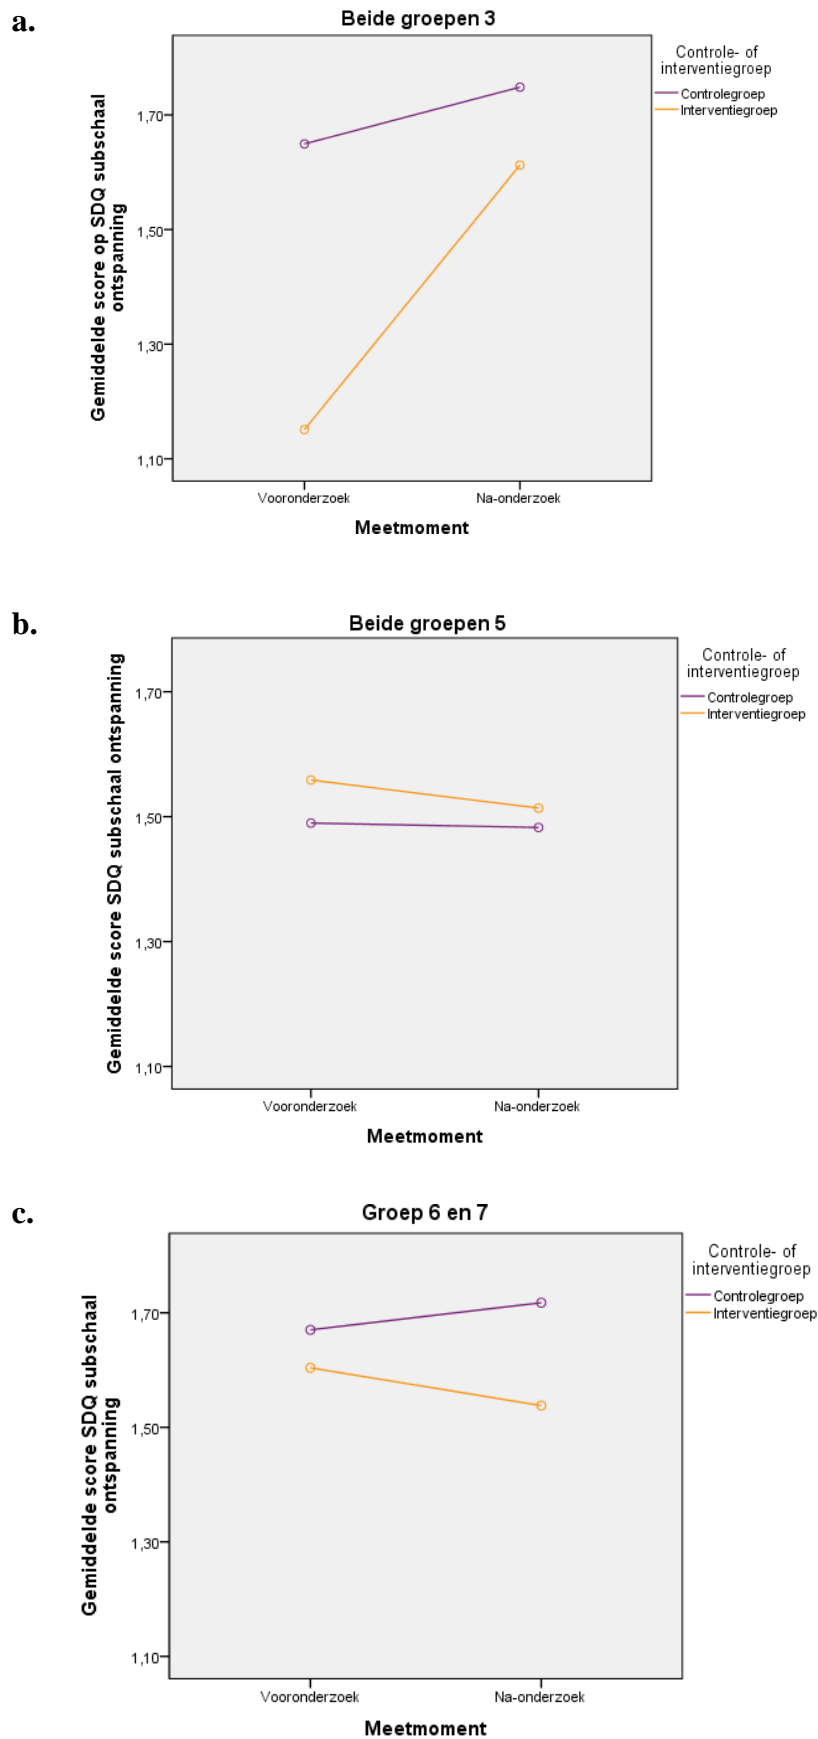 a.
Beide groepen 3
Controle- of
interventiegroep
Controlegroep
Interventiegroep
Gemiddelde score op SDQ subschaal
ontspanning
1,70
1,50
1,30
1,10
Vooronderzoek
Na-onderzoek
Meetmoment
b.
Beide groepen 5
Controle- of
interventiegroep
Controlegroep
Interventiegroep
Gemiddelde score SDQ subschaal ontspanning
1,70
1,50
1,30
1,10
Vooronderzoek
Na-onderzoek
Meetmoment
c.
Groep 6 en 7
Controle- of
interventiegroep
Controlegroep
Interventiegroep
Gemiddelde score SDQ subschaal
ontspanning
1,70
1,50
1,30
1,10
Vooronderzoek
Na-onderzoek
Meetmoment